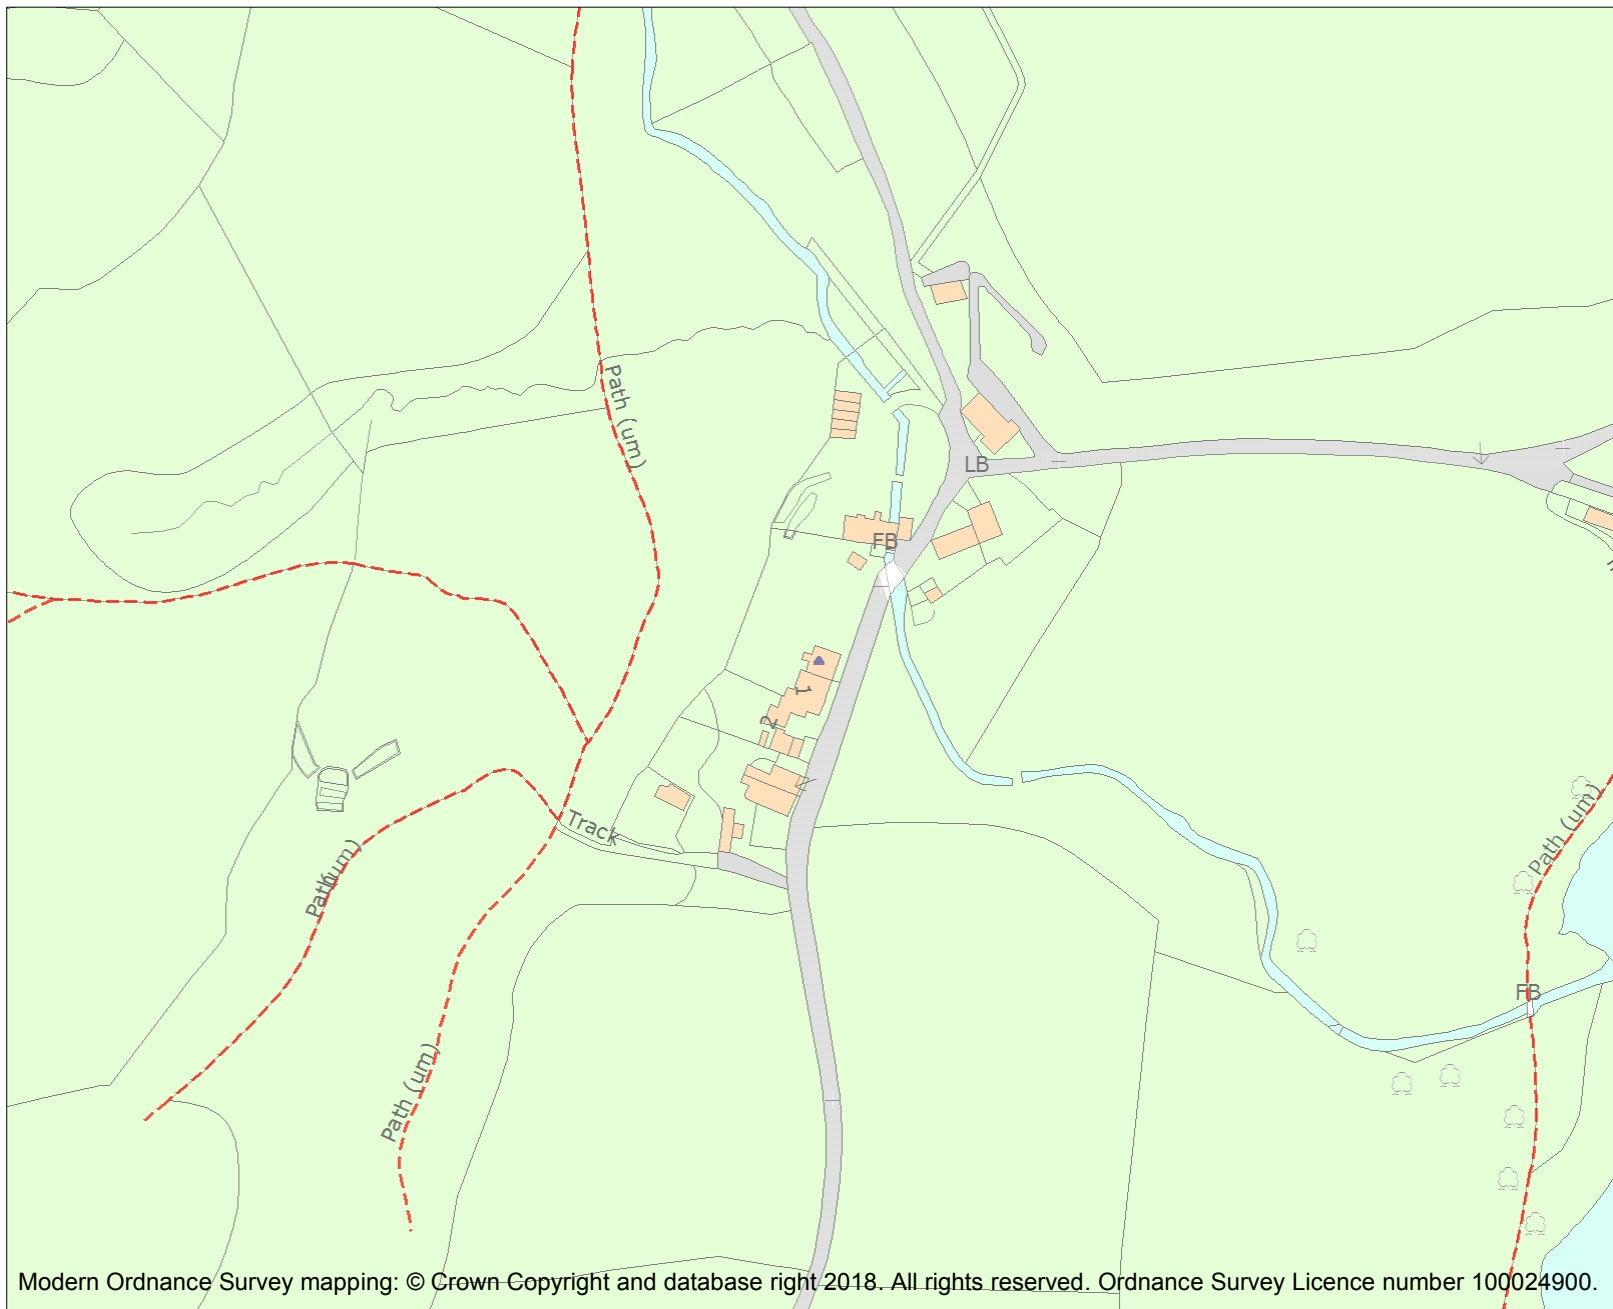 Path (um)
LB
FB
1
2
Track
Path (um)
Path (um)
FB
Path (um)
Modern Ordnance Survey mapping: © Crown Copyright and database right 2018. All rights reserved. Ordnance Survey Licence number 100024900.